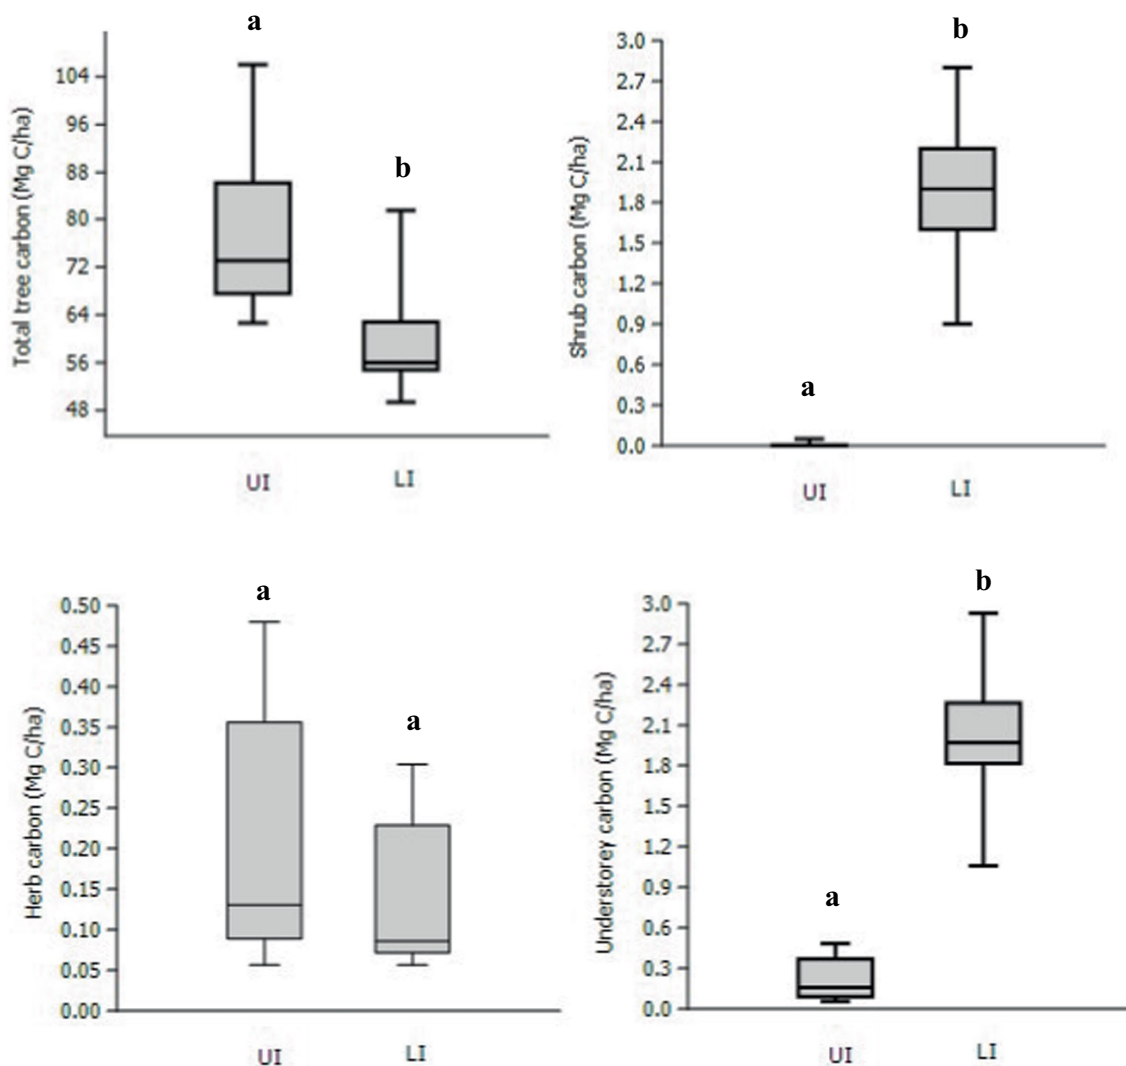 a
b
Total tree carbon (Mg C/ha)
104
96
88
80
72
64
56
48
UI
LI
b
a
Shrub carbon (Mg C/ha)
3.0
2.7
2.4
2.1
1.8
1.5
1.2
0.9
0.6
0.3
0.0
UI
LI
a
a
Herb carbon (Mg C/ha)
0.50
0.45
0.40
0.35
0.30
0.25
0.20
0.15
0.10
0.05
0.00
UI
LI
b
a
Understorey carbon (Mg C/ha)
3.0
2.7
2.4
2.1
1.8
1.5
1.2
0.9
0.6
0.3
0.0
UI
LI